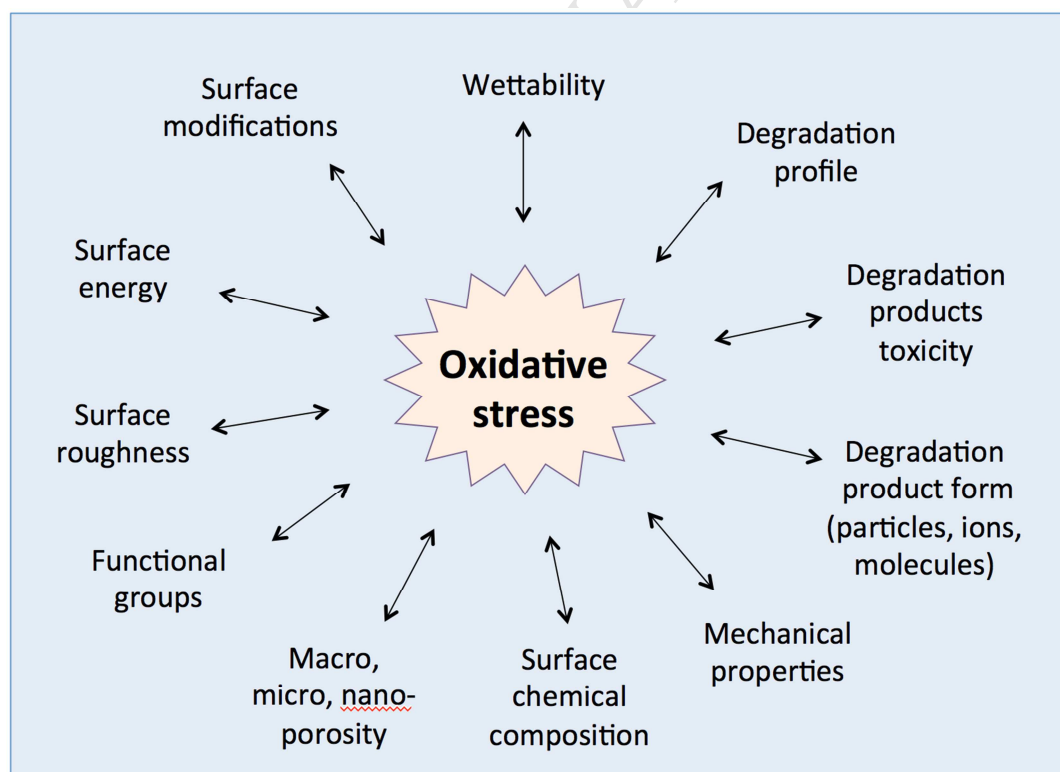 Wettability
Surface
modifications
Degradation
profile
Surface
energy
Degradation
products
toxicity
Oxidative
stress
Surface
roughness
Degradation
product form
(particles, ions,
molecules)
Functional
groups
Mechanical
properties
Macro,
micro, nano-
porosity
Surface
chemical
composition